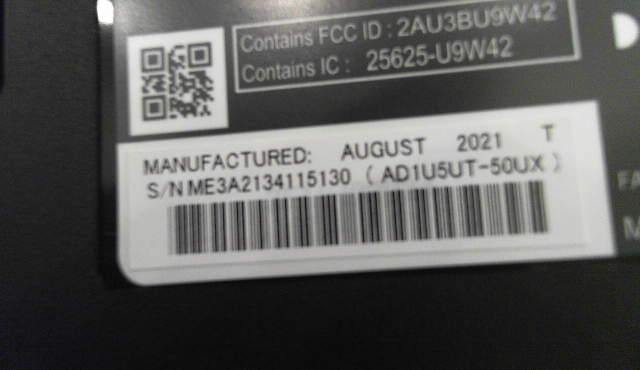 Contains FCC ID : 2AU3BU9W42
Contains IC : 25625-U9W42
MANUFACTURED: AUGUST 2021 T
S/N ME3A2134115130 ( AD1U5UT-50UX )